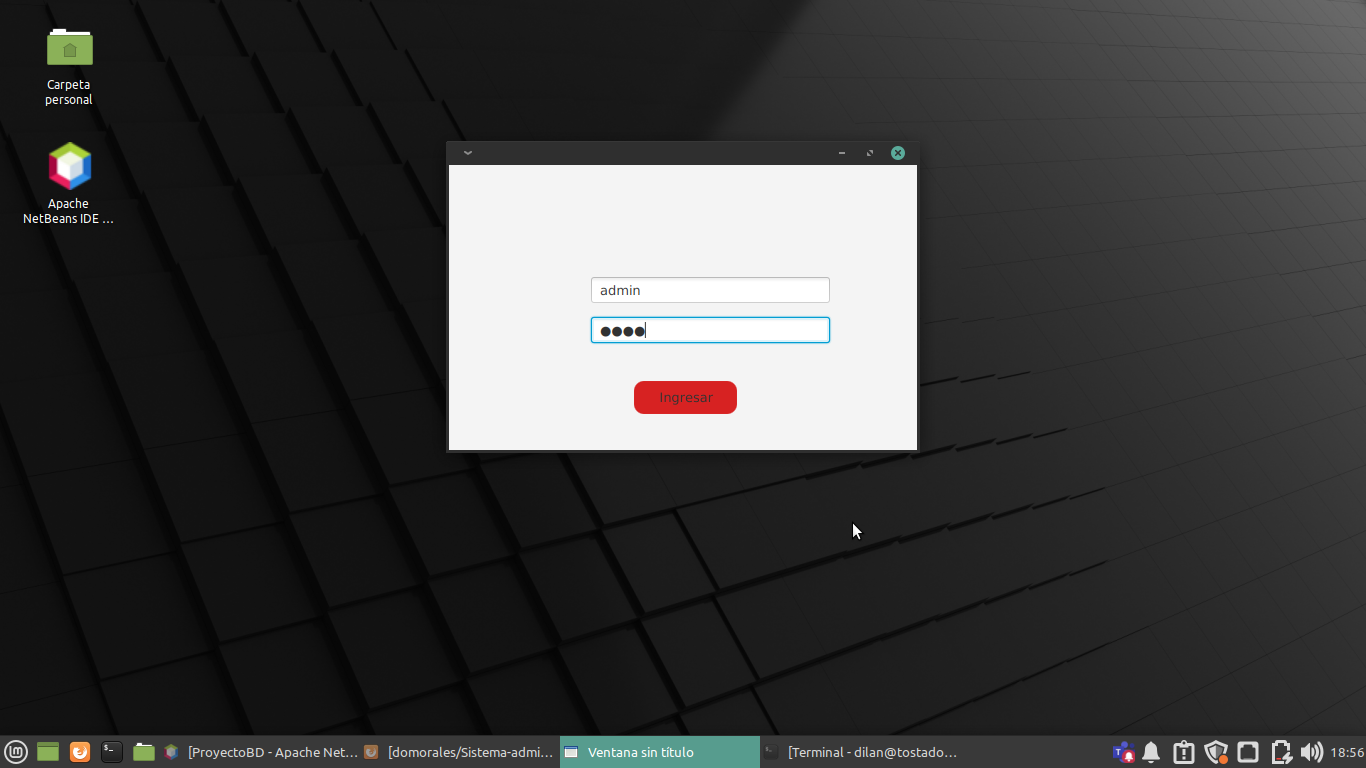 Carpeta
personal
Apache
NetBeans IDE ...
admin
●●●●
Ingresar
[ProyectoBD - Apache Net...
[domorales/Sistema-admi...
Ventana sin título
[Terminal - dilan@tostado...
18:56